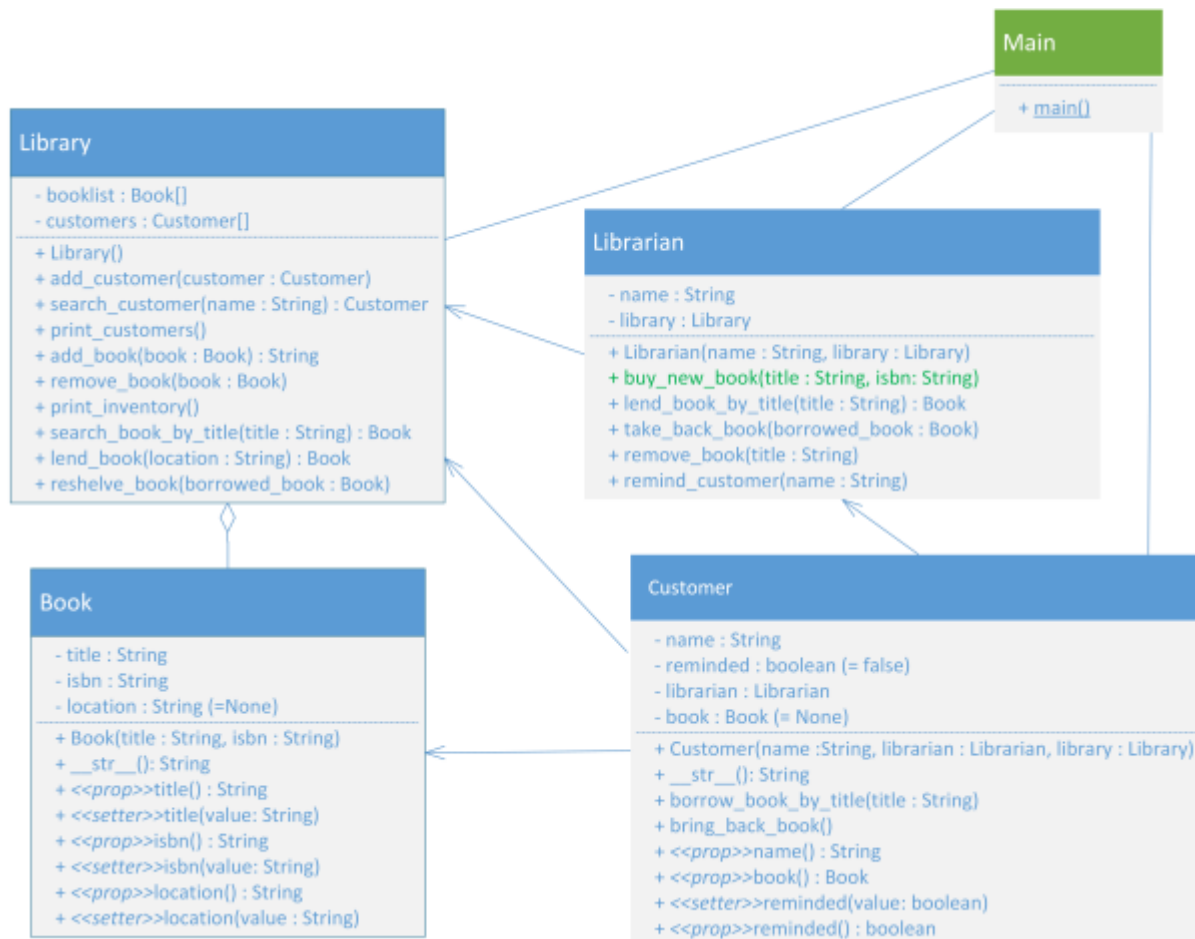 Main
+ main()
Library
- booklist : Book[]
- customers : Customer[]
+ Library()
+ add_customer(customer : Customer)
+ search_customer(name : String) : Customer
+ print_customers()
+ add_book(book : Book) : String
+ remove_book(book : Book)
+ print_inventory()
+ search_book_by_title(title : String) : Book
+ lend_book(location : String) : Book
+ reshelve_book(borrowed_book : Book)
Librarian
- name : String
- library : Library
+ Librarian(name : String, library : Library)
+ buy_new_book(title : String, isbn: String)
+ lend_book_by_title(title : String) : Book
+ take_back_book(borrowed_book : Book)
+ remove_book(title : String)
+ remind_customer(name : String)
Book
- title : String
- isbn : String
- location : String (=None)
+ Book(title : String, isbn : String)
+ __str__(): String
+ <<prop>>title() : String
+ <<setter>>title(value: String)
+ <<prop>>isbn() : String
+ <<setter>>isbn(value: String)
+ <<prop>>location() : String
+ <<setter>>location(value : String)
Customer
- name : String
- reminded : boolean (= false)
- librarian : Librarian
- book : Book (= None)
+ Customer(name :String, librarian : Librarian, library : Library)
+ __str__(): String
+ borrow_book_by_title(title : String)
+ bring_back_book()
+ <<prop>>name() : String
+ <<prop>>book() : Book
+ <<setter>>reminded(value: boolean)
+ <<prop>>reminded() : boolean